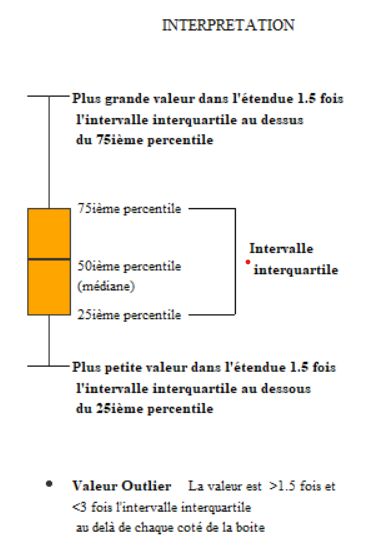 INTERPRETATION
Plus grande valeur dans l'étendue 1.5 fois
l'intervalle interquartile au dessus
du 75ième percentile
75ième percentile
Intervalle
interquartile
50ième percentile
(médiane)
25ième percentile
Plus petite valeur dans l'étendue 1.5 fois
l'intervalle interquartile au dessous
du 25ième percentile
Valeur Outlier La valeur est >1.5 fois et
<3 fois l'intervalle interquartile
au delà de chaque coté de la boite